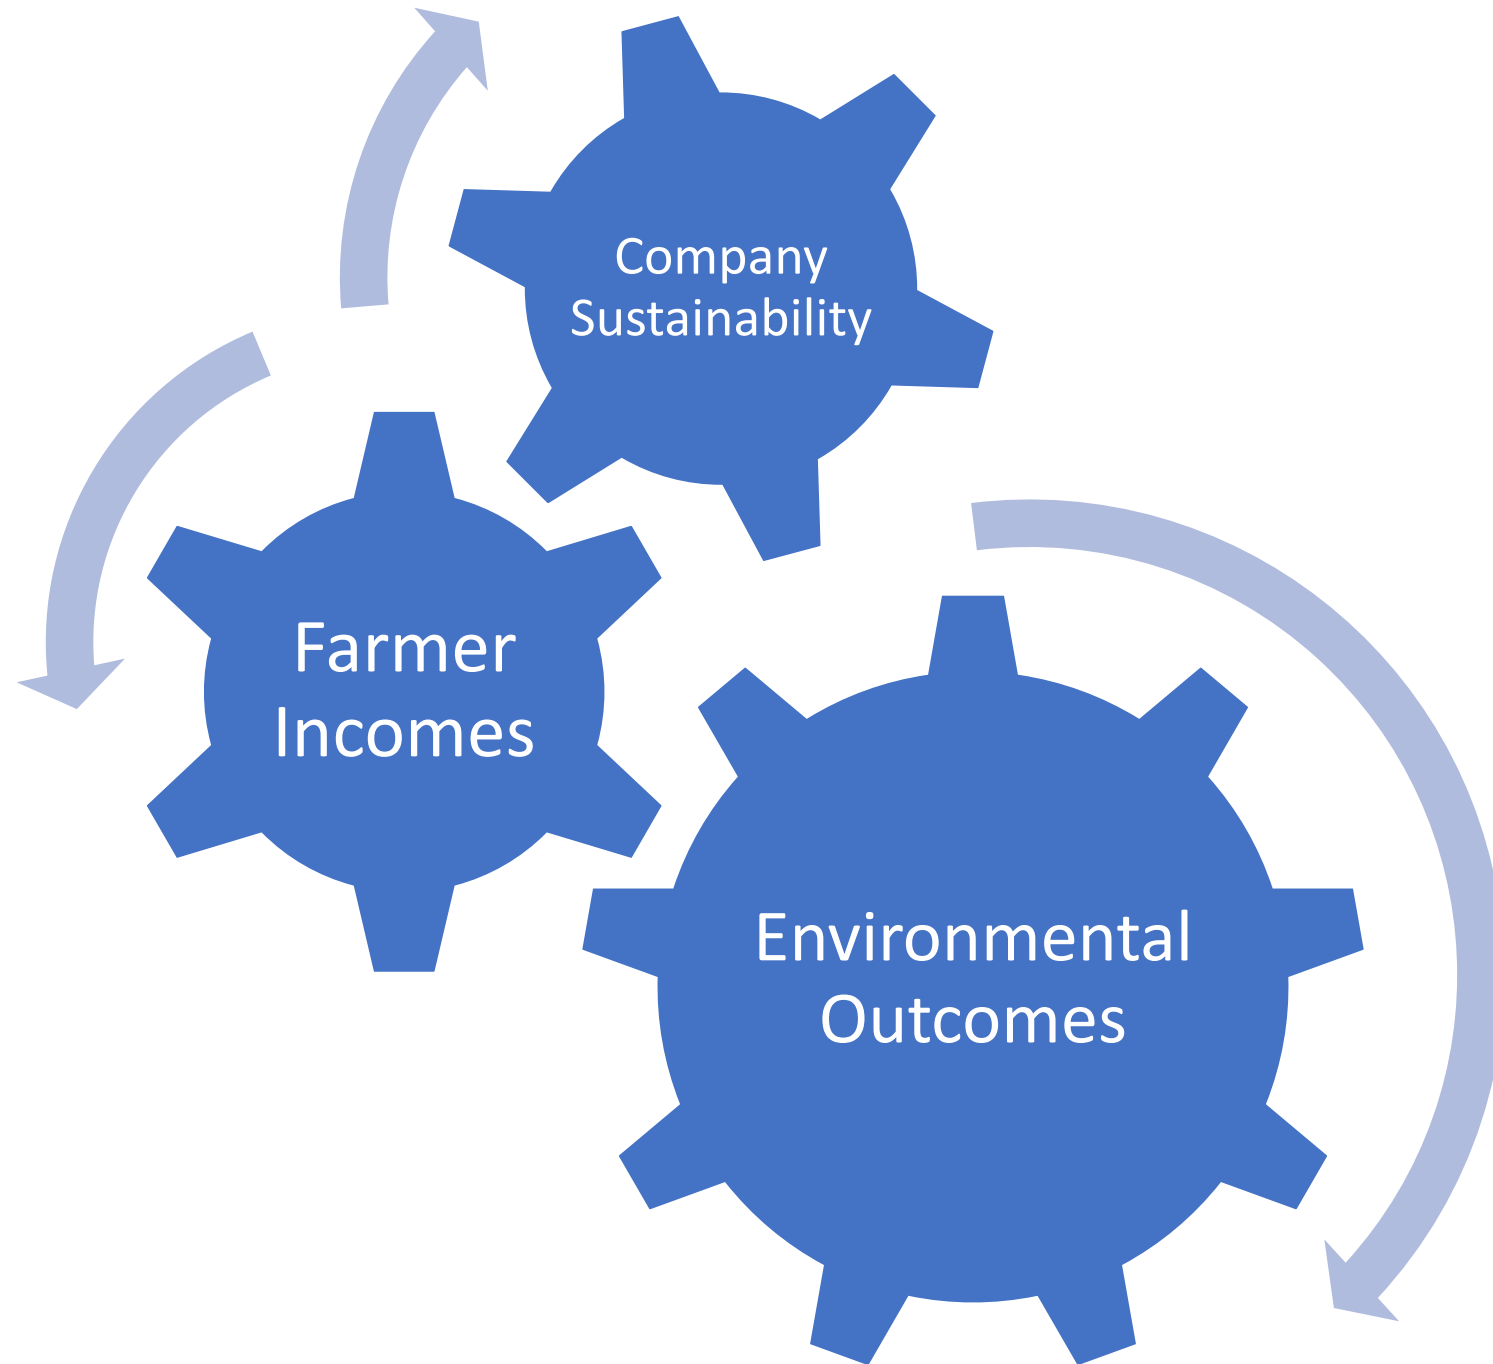 Company
Sustainability
Farmer
Incomes
Environmental
Outcomes